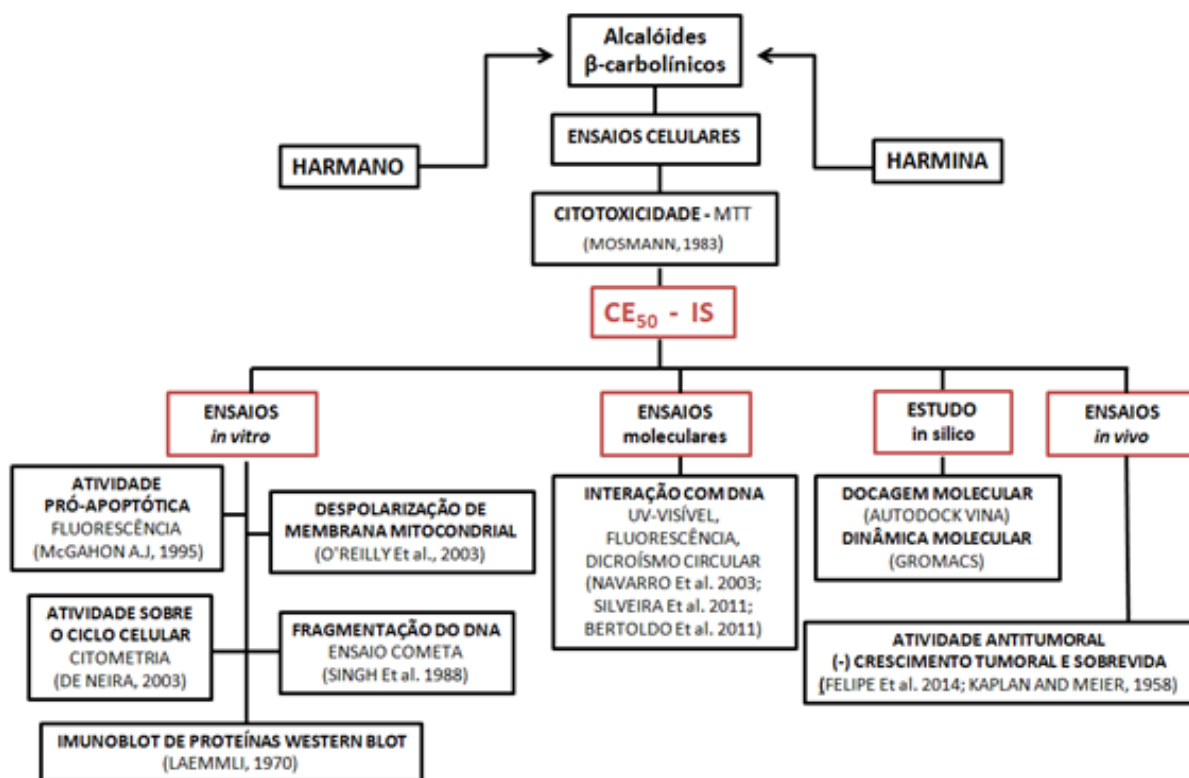 Alcalóides
β-carbolínicos
HARMANO
ENSAIOS CELULARES
HARMINA
CITOTOXICIDADE - MTT
(MOSMANN, 1983)
CE50 - IS
ENSAIOS
in vitro
ENSAIOS
moleculares
ESTUDO
in silico
ENSAIOS
in vivo
ATIVIDADE
PRÓ-APOPTÓTICA
FLUORESCÊNCIA
(McGAHON A.J, 1995)
DESPOLARIZAÇÃO DE
MEMBRANA MITOCONDRIAL
(O'REILLY Et al., 2003)
INTERAÇÃO COM DNA
UV-VISÍVEL,
FLUORESCÊNCIA,
DICROÍSMO CIRCULAR
(NAVARRO Et al. 2003;
SILVEIRA Et al. 2011;
BERTOLDO Et al. 2011)
DOCAGEM MOLECULAR
(AUTODOCK VINA)
DINÂMICA MOLECULAR
(GROMACS)
ATIVIDADE SOBRE
O CICLO CELULAR
CITOMETRIA
(DE NEIRA, 2003)
FRAGMENTAÇÃO DO DNA
ENSAIO COMETA
(SINGH Et al. 1988)
ATIVIDADE ANTITUMORAL
(-) CRESCIMENTO TUMORAL E SOBREVIDA
(FELIPE Et al. 2014; KAPLAN AND MEIER, 1958)
IMUNOBLOT DE PROTEÍNAS WESTERN BLOT
(LAEMMLI, 1970)